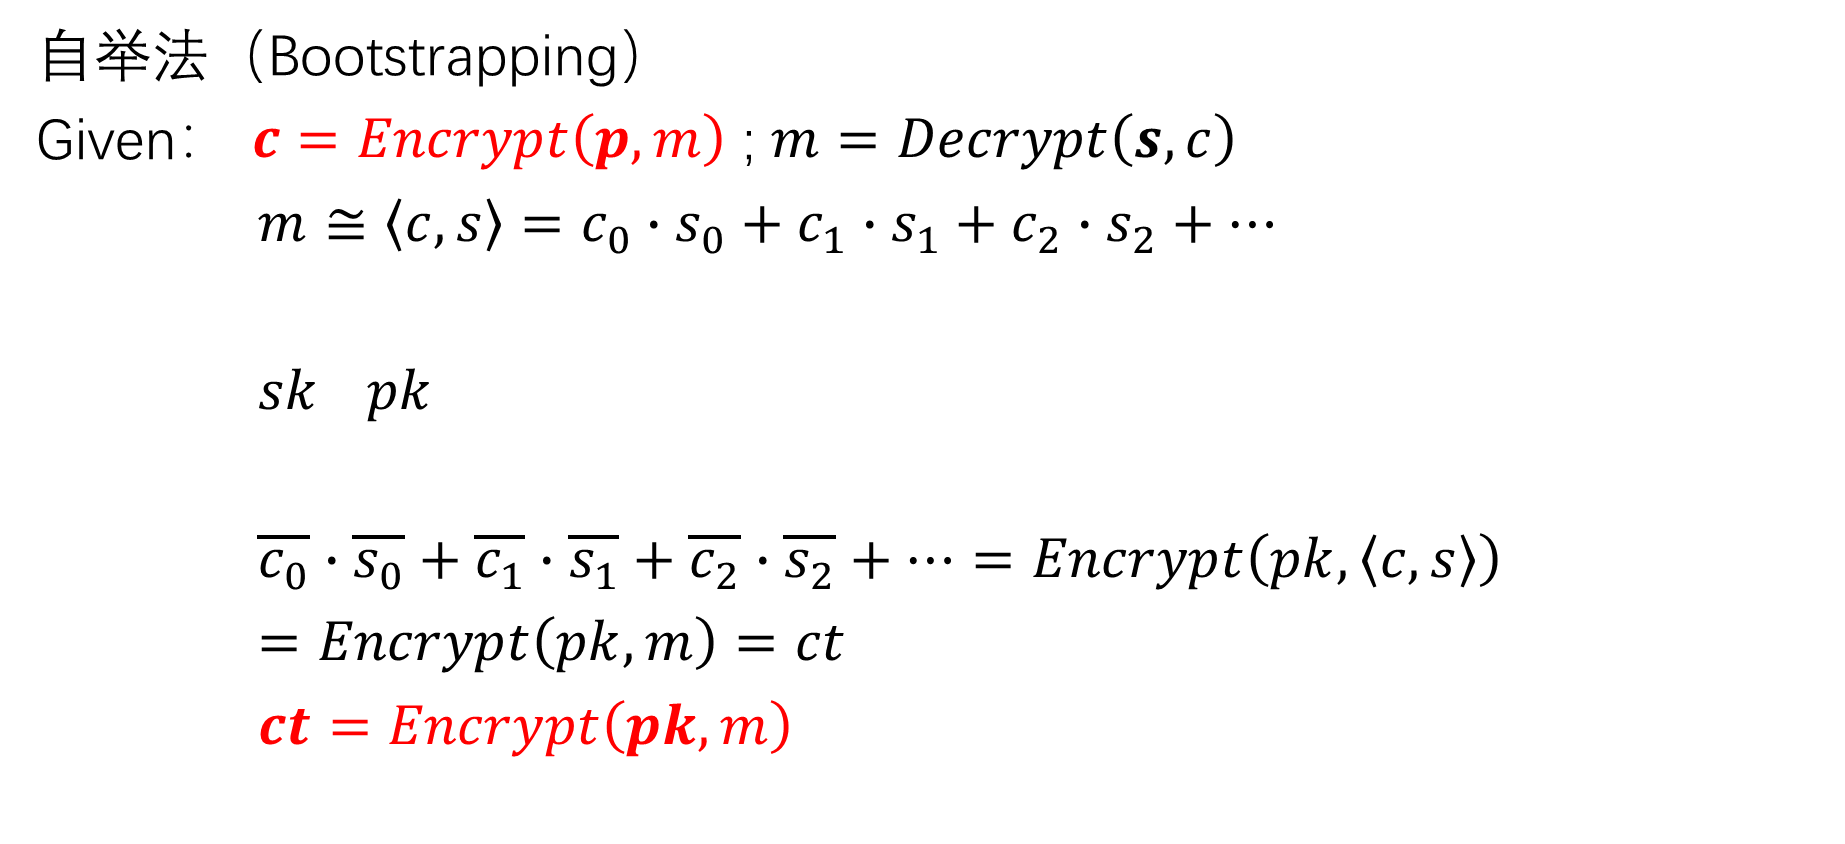 自举法（Bootstrapping）
Given： c = Encrypt(p, m) ; m = Decrypt(s, c)
m ≅ ⟨c, s⟩ = c₀ · s₀ + c₁ · s₁ + c₂ · s₂ + ⋯
sk pk
c̅₀ · s̅₀ + c̅₁ · s̅₁ + c̅₂ · s̅₂ + ⋯ = Encrypt(pk, ⟨c, s⟩)
= Encrypt(pk, m) = ct
ct = Encrypt(pk, m)